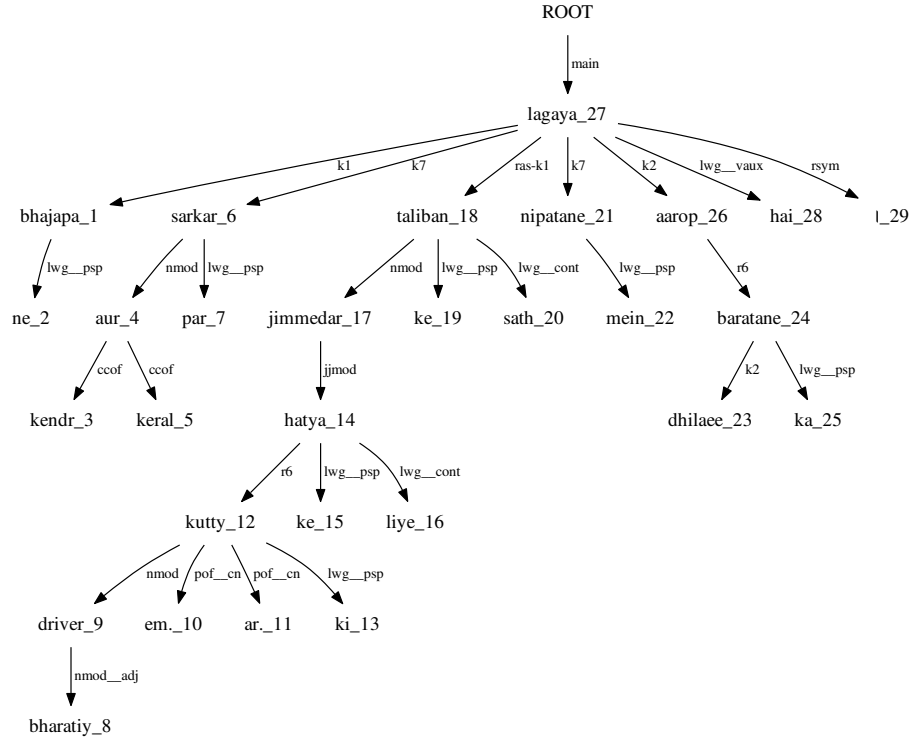 ROOT
main
lagaya_27
k1 k7 ras-k1 k7 k2 lwg__vaux rsym
bhajapa_1 sarkar_6 taliban_18 nipatane_21 aarop_26 hai_28 |_29
lwg__psp nmod lwg__psp nmod lwg__psp lwg__cont lwg__psp r6
ne_2 aur_4 par_7 jimmedar_17 ke_19 sath_20 mein_22 baratane_24
ccof ccof jjmod k2 lwg__psp
kendr_3 keral_5 hatya_14 dhilaee_23 ka_25
r6 lwg__psp lwg__cont
kutty_12 ke_15 liye_16
nmod pof__cn pof__cn lwg__psp
driver_9 em._10 ar._11 ki_13
nmod__adj
bharatiy_8